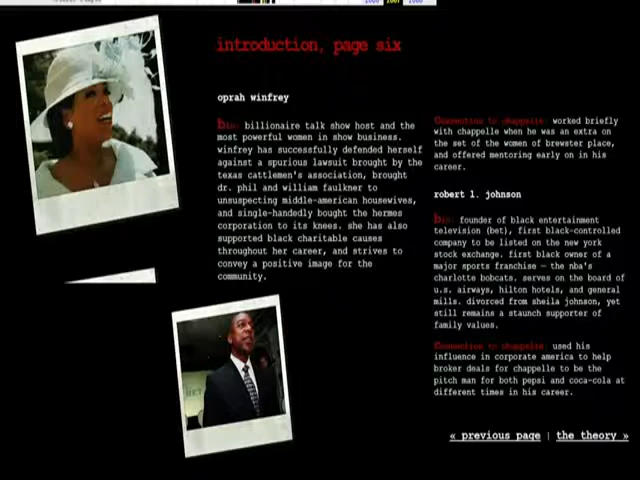 introduction, page six
oprah winfrey
bio: billionaire talk show host and the
most powerful women in show business.
winfrey has successfully defended herself
against a spurious lawsuit brought by the
texas cattlemen's association, brought
dr. phil and william faulkner to
unsuspecting middle-american housewives,
and single-handedly bought the hermes
corporation to its knees. she has also
supported black charitable causes
throughout her career, and strives to
convey a positive image for the
community.
Connection to chappelle: worked briefly
with chappelle when he was an extra on
the set of the women of brewster place,
and offered mentoring early on in his
career.
robert l. johnson
bio: founder of black entertainment
television (bet), first black-controlled
company to be listed on the new york
stock exchange. first black owner of a
major sports franchise — the nba's
charlotte bobcats. serves on the board of
u.s. airways, hilton hotels, and general
mills. divorced from sheila johnson, yet
still remains a staunch supporter of
family values.
Connection to chappelle: used his
influence in corporate america to help
broker deals for chappelle to be the
pitch man for both pepsi and coca-cola at
different times in his career.
« previous page | the theory »